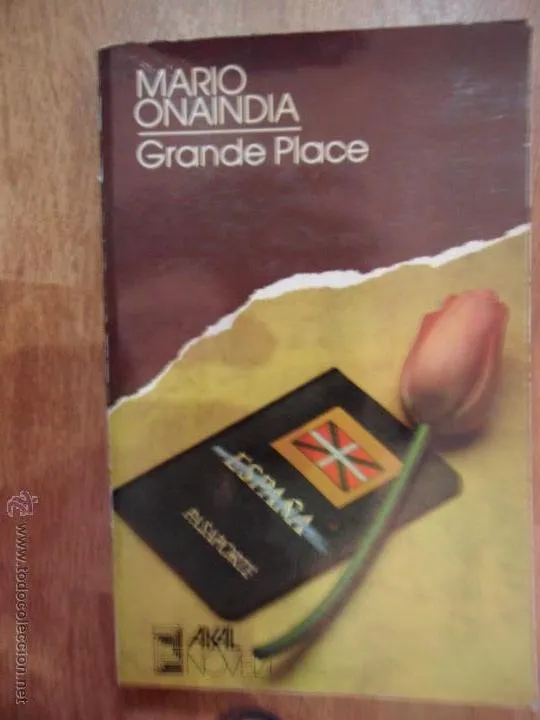 MARIO
ONAINDIA
Grande Place
ESPAÑA
PASAPORTE
AKAL
NOVELA
www.todocoleccion.net